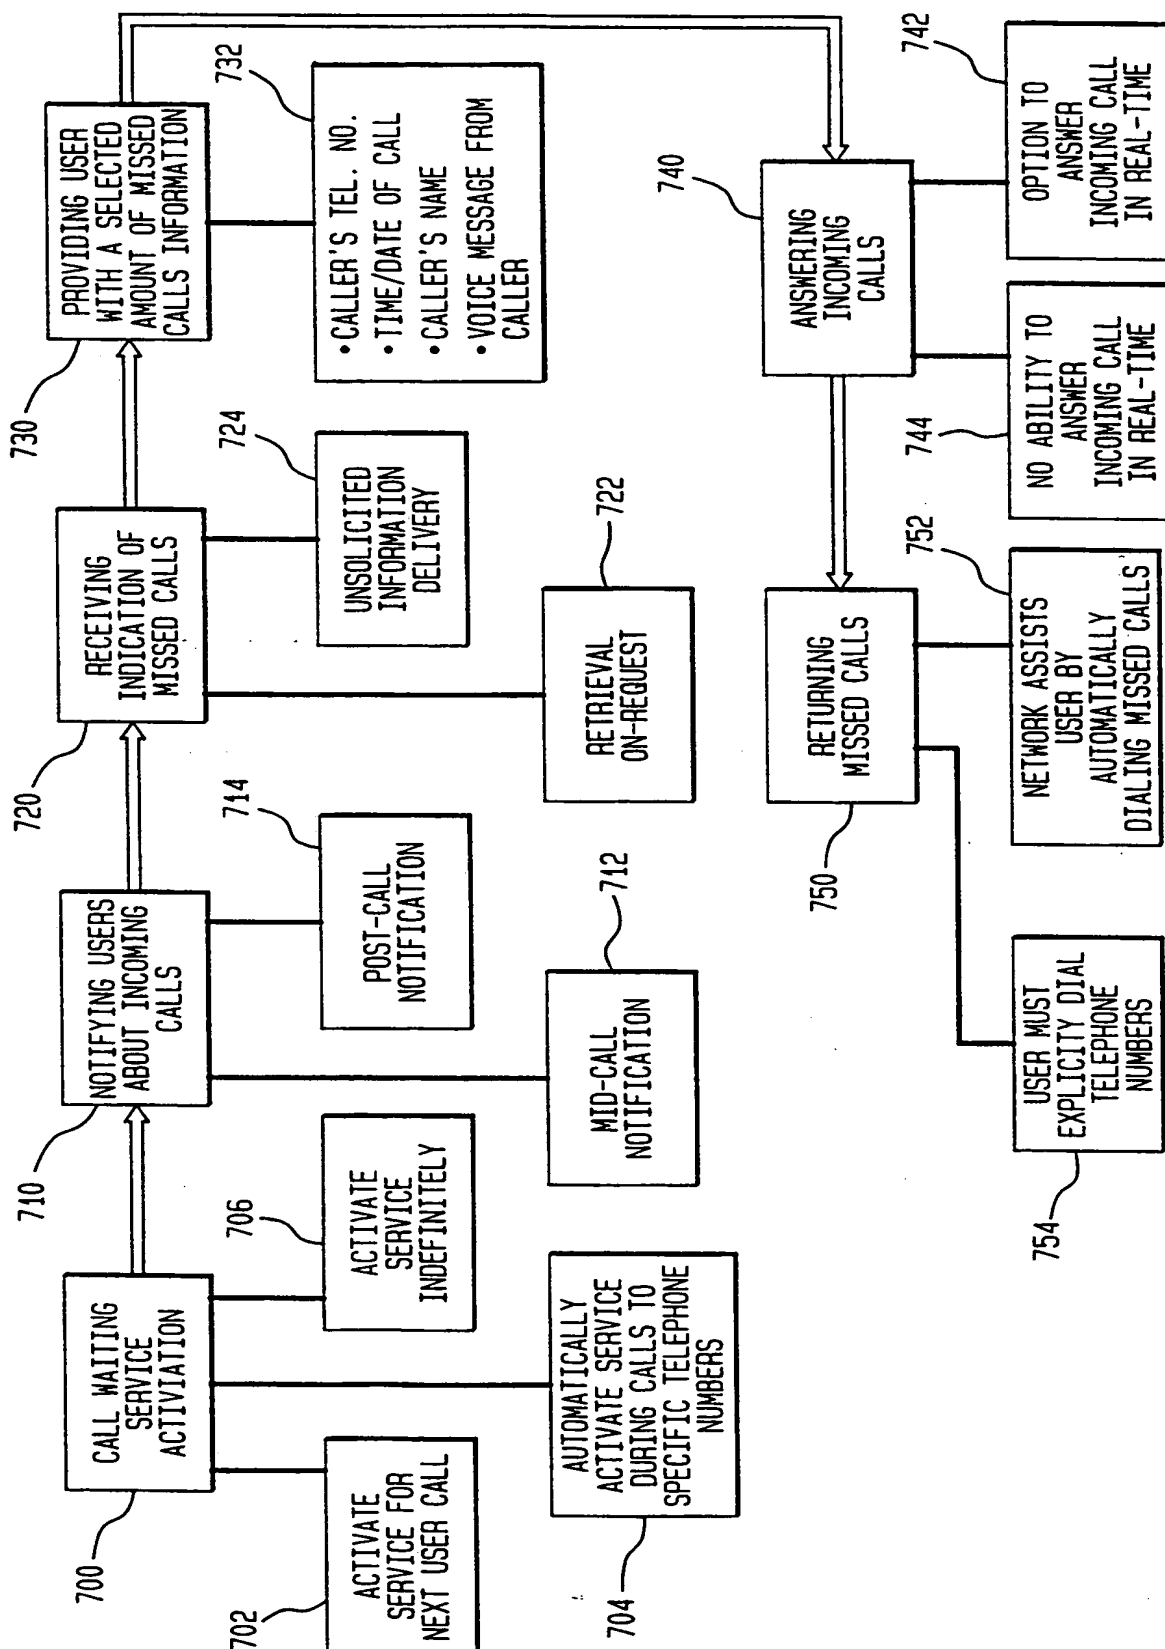 700
CALL WAITING
SERVICE
ACTIVIATION
702
ACTIVATE
SERVICE FOR
NEXT USER CALL
704
AUTOMATICALLY
ACTIVATE SERVICE
DURING CALLS TO
SPECIFIC TELEPHONE
NUMBERS
706
ACTIVATE
SERVICE
INDEFINITELY
710
NOTIFYING USERS
ABOUT INCOMING
CALLS
712
MID-CALL
NOTIFICATION
714
POST-CALL
NOTIFICATION
720
RECEIVING
INDICATION OF
MISSED CALLS
722
RETRIEVAL
ON-REQUEST
724
UNSOLICITED
INFORMATION
DELIVERY
730
PROVIDING USER
WITH A SELECTED
AMOUNT OF MISSED
CALLS INFORMATION
732
• CALLER'S TEL. NO.
• TIME/DATE OF CALL
• CALLER'S NAME
• VOICE MESSAGE FROM
CALLER
740
ANSWERING
INCOMING
CALLS
742
OPTION TO
ANSWER
INCOMING CALL
IN REAL-TIME
744
NO ABILITY TO
ANSWER
INCOMING CALL
IN REAL-TIME
750
RETURNING
MISSED CALLS
752
NETWORK ASSISTS
USER BY
AUTOMATICALLY
DIALING MISSED CALLS
754
USER MUST
EXPLICITY DIAL
TELEPHONE
NUMBERS